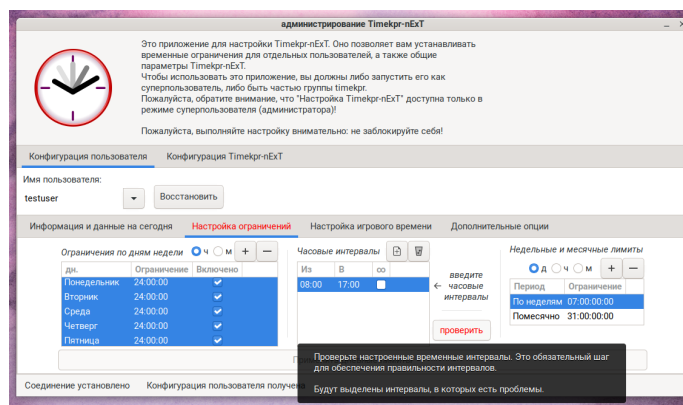 администрирование Timekpr-nExT
Это приложение для настройки Timekpr-nExT. Оно позволяет вам устанавливать
временные ограничения для отдельных пользователей, а также общие
параметры Timekpr-nExT.
Чтобы использовать это приложение, вы должны либо запустить его как
суперпользователь, либо быть частью группы timekpr.
Пожалуйста, обратите внимание, что "Настройка Timekpr-nExT" доступна только в
режиме суперпользователя (администратора)!
Пожалуйста, выполняйте настройку внимательно: не заблокируйте себя!
Конфигурация пользователя Конфигурация Timekpr-nExT
Имя пользователя:
testuser Восстановить
Информация и данные на сегодня Настройка ограничений Настройка игрового времени Дополнительные опции
Ограничения по дням недели ч м + − Часовые интервалы Недельные и месячные лимиты
д ч м + −
дн. Ограничение Включено Из В ∞ введите
Понедельник 24:00:00 08:00 17:00 ← часовые Период Ограничение
Вторник 24:00:00 интервалы По неделям 07:00:00:00
Среда 24:00:00 Помесячно 31:00:00:00
Четверг 24:00:00 проверить
Пятница 24:00:00
Проверьте настроенные временные интервалы. Это обязательный шаг
для обеспечения правильности интервалов.
Будут выделены интервалы, в которых есть проблемы.
Соединение установлено Конфигурация пользователя